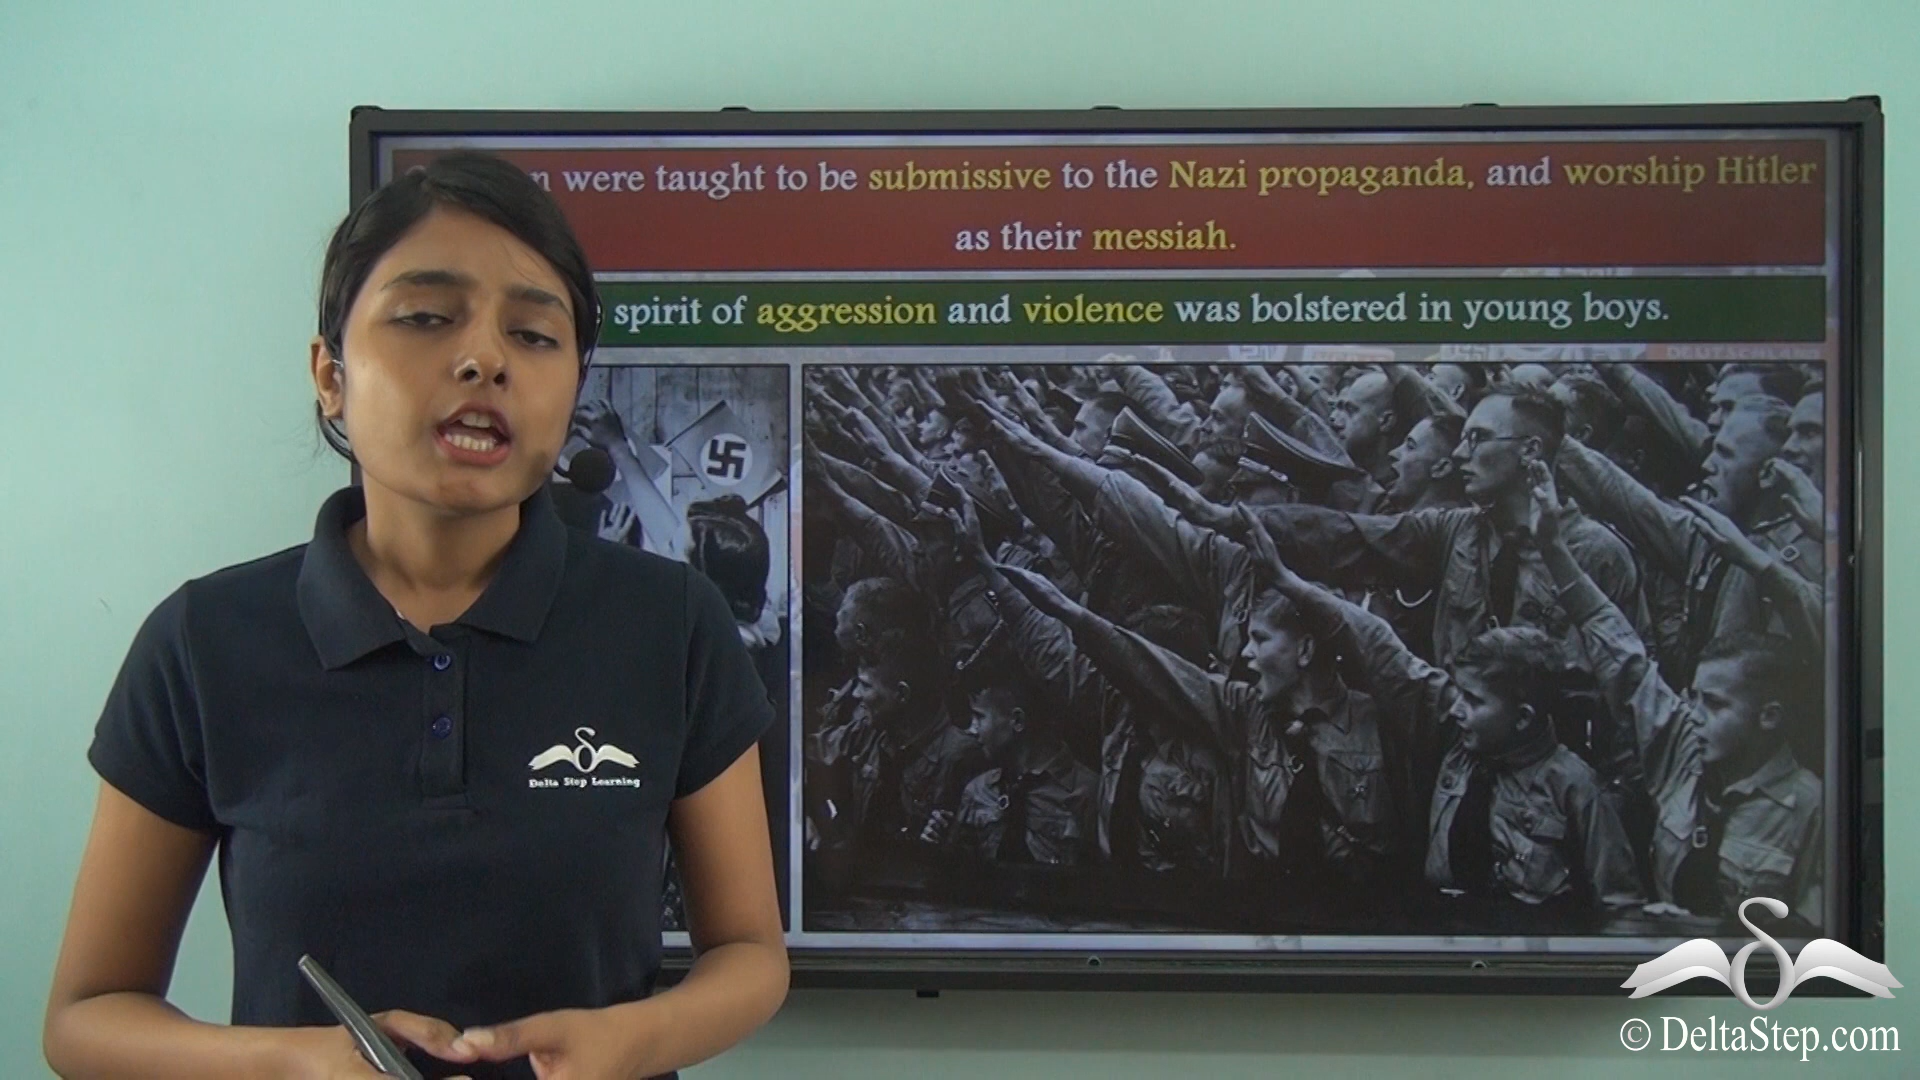 were taught to be submissive to the Nazi propaganda, and worship Hitler
as their messiah.
spirit of aggression and violence was bolstered in young boys.
DEUTSCHLAND
Delta Step Learning
© DeltaStep.com